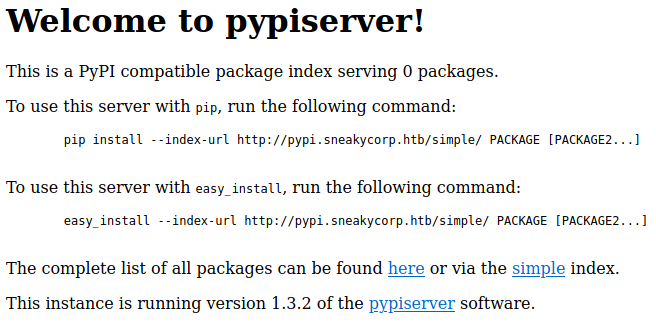 Welcome to pypiserver!
This is a PyPI compatible package index serving 0 packages.
To use this server with pip, run the following command:
pip install --index-url http://pypi.sneakycorp.htb/simple/ PACKAGE [PACKAGE2...]
To use this server with easy_install, run the following command:
easy_install --index-url http://pypi.sneakycorp.htb/simple/ PACKAGE [PACKAGE2...]
The complete list of all packages can be found here or via the simple index.
This instance is running version 1.3.2 of the pypiserver software.